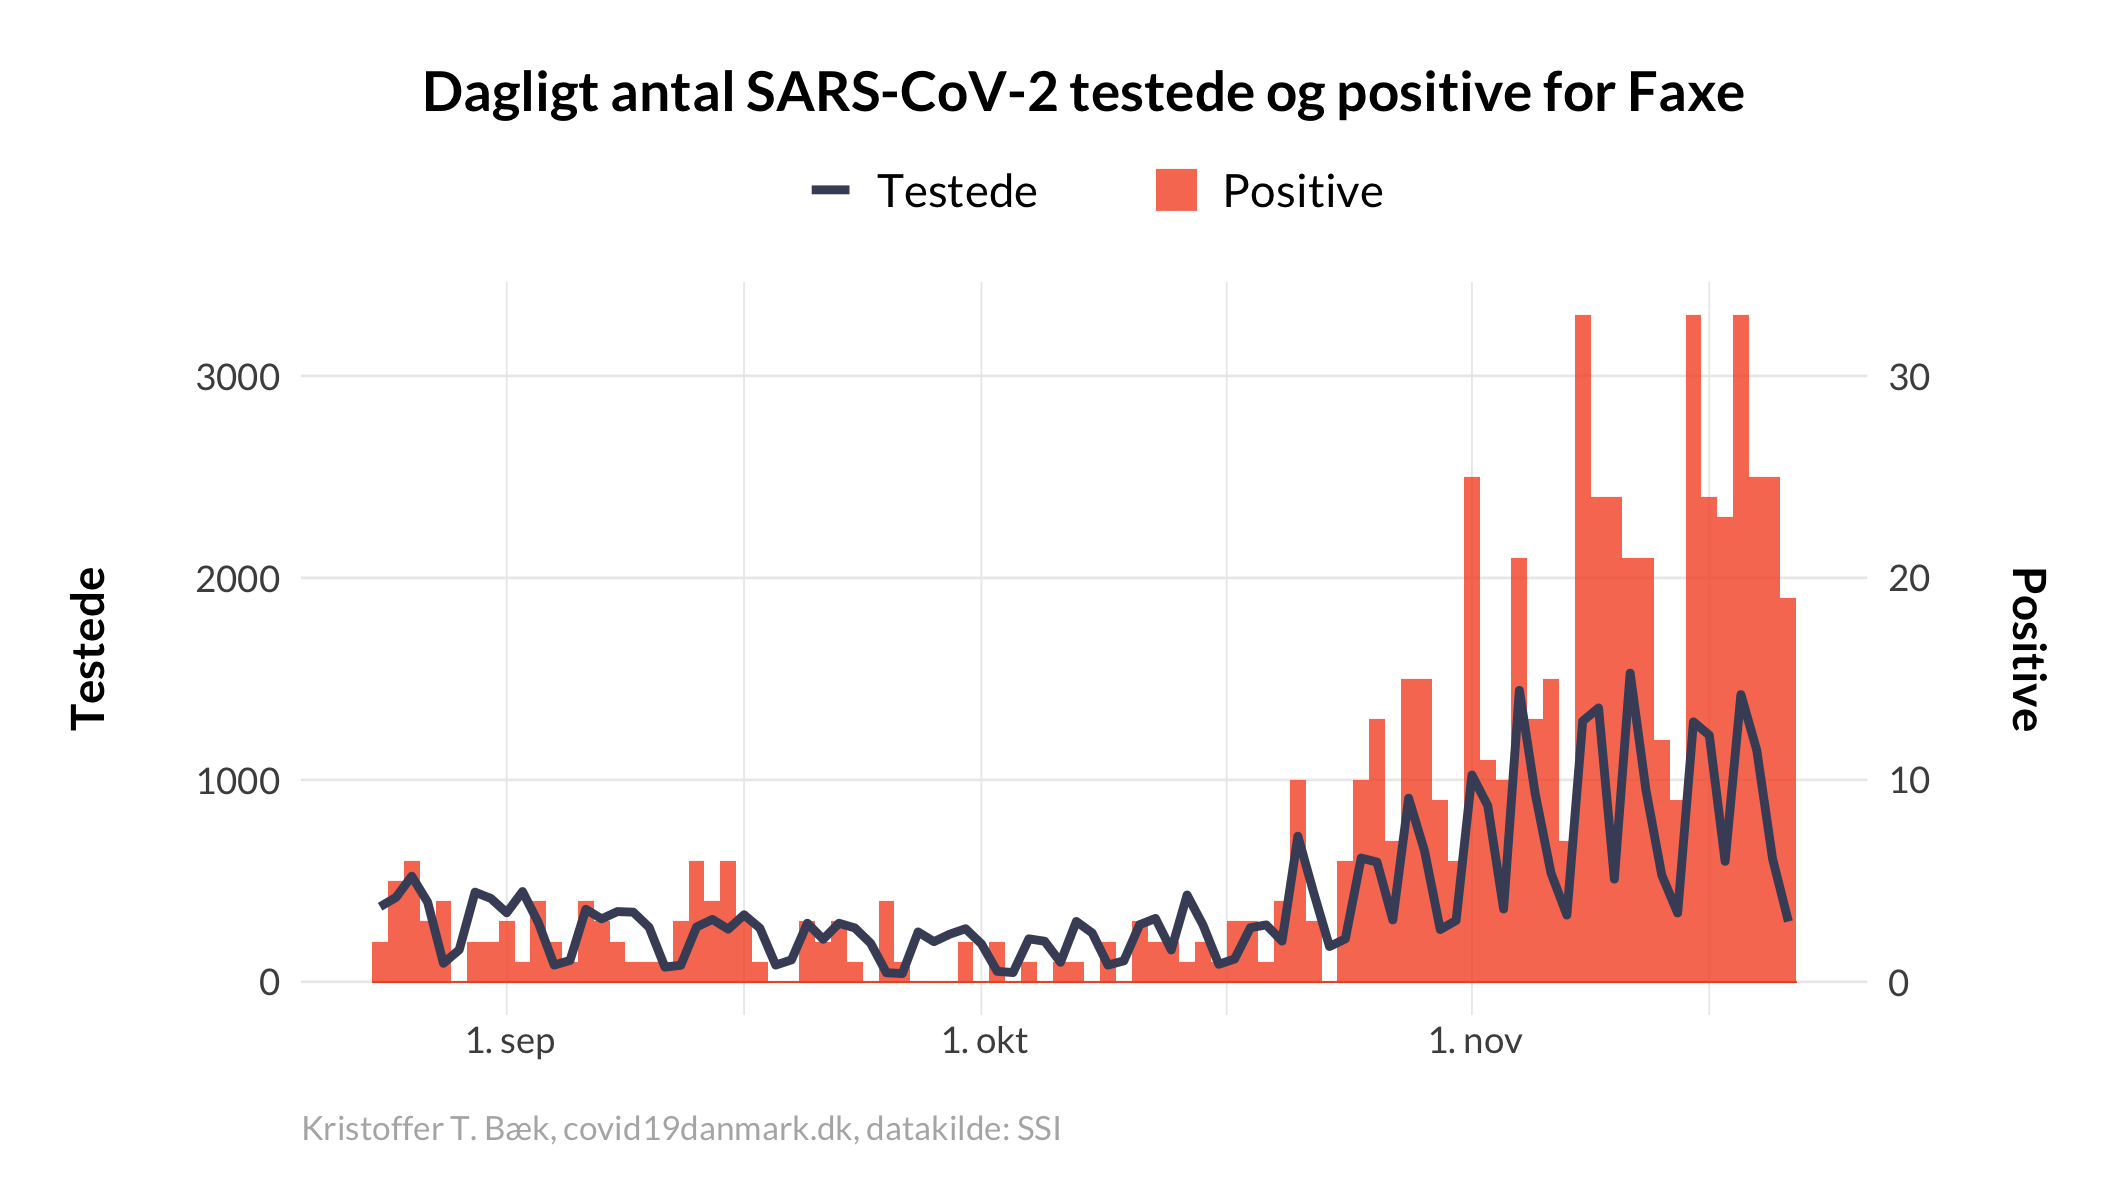 Dagligt antal SARS-CoV-2 testede og positive for Faxe
Testede
Positive
3000
2000
1000
0
30
20
10
0
Testede
Positive
1. sep
1. okt
1. nov
Kristoffer T. Bæk, covid19danmark.dk, datakilde: SSI